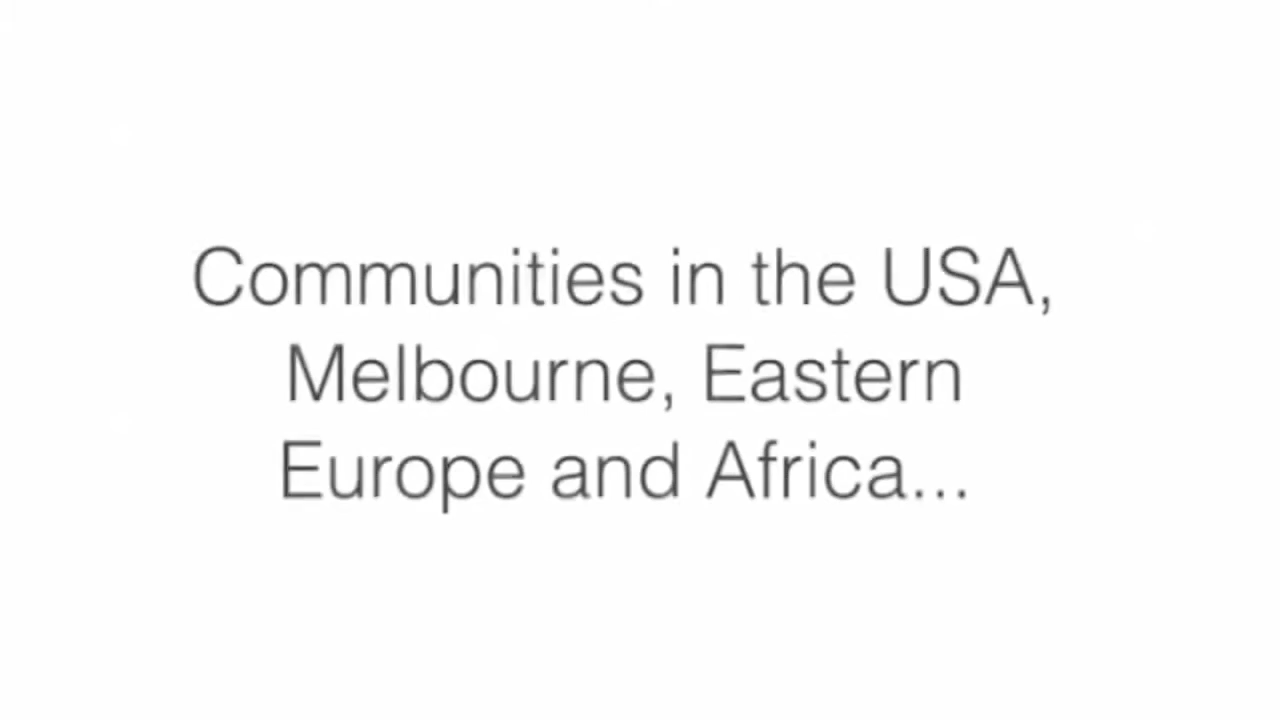 Communities in the USA,
Melbourne, Eastern
Europe and Africa...